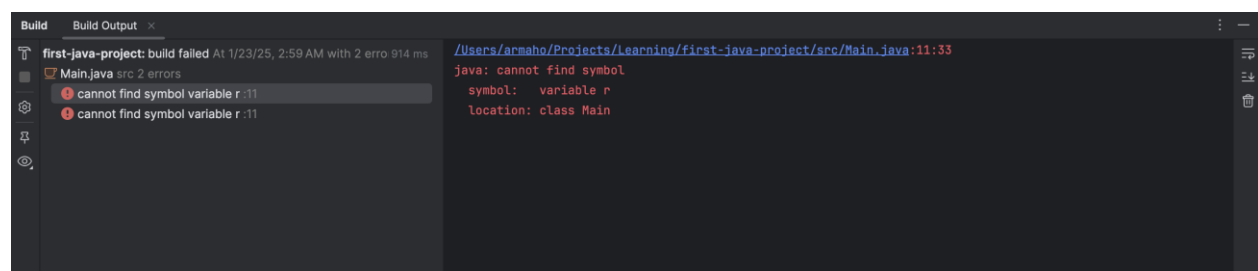 Build Build Output ×
first-java-project: build failed At 1/23/25, 2:59 AM with 2 erro 914 ms
Main.java src 2 errors
cannot find symbol variable r :11
cannot find symbol variable r :11
/Users/armaho/Projects/Learning/first-java-project/src/Main.java:11:33
java: cannot find symbol
symbol: variable r
location: class Main